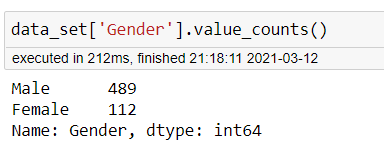 data_set['Gender'].value_counts()
executed in 212ms, finished 21:18:11 2021-03-12
Male      489
Female    112
Name: Gender, dtype: int64